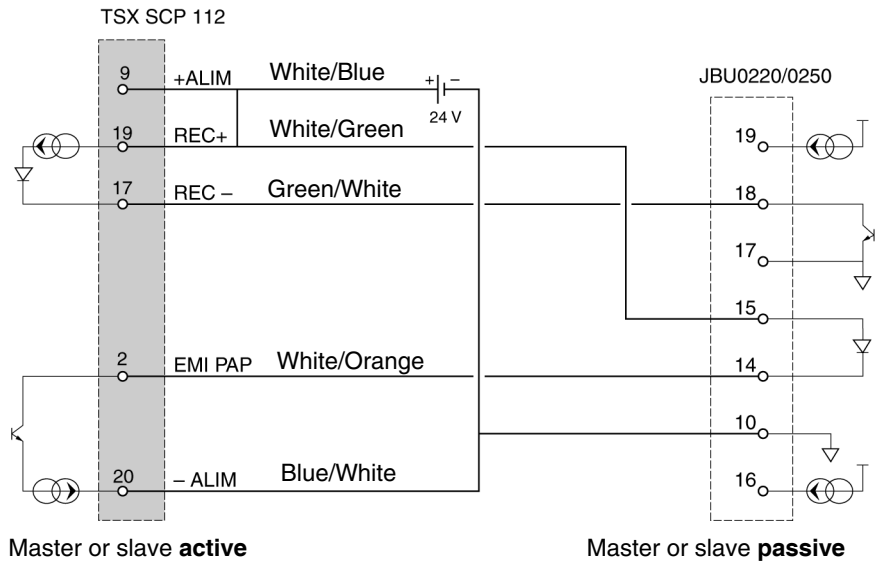 TSX SCP 112
JBU0220/0250
9 +ALIM White/Blue + –
24 V
19 REC+ White/Green 19
17 REC – Green/White 18
17
15
2 EMI PAP White/Orange 14
10
20 – ALIM Blue/White 16
Master or slave active Master or slave passive